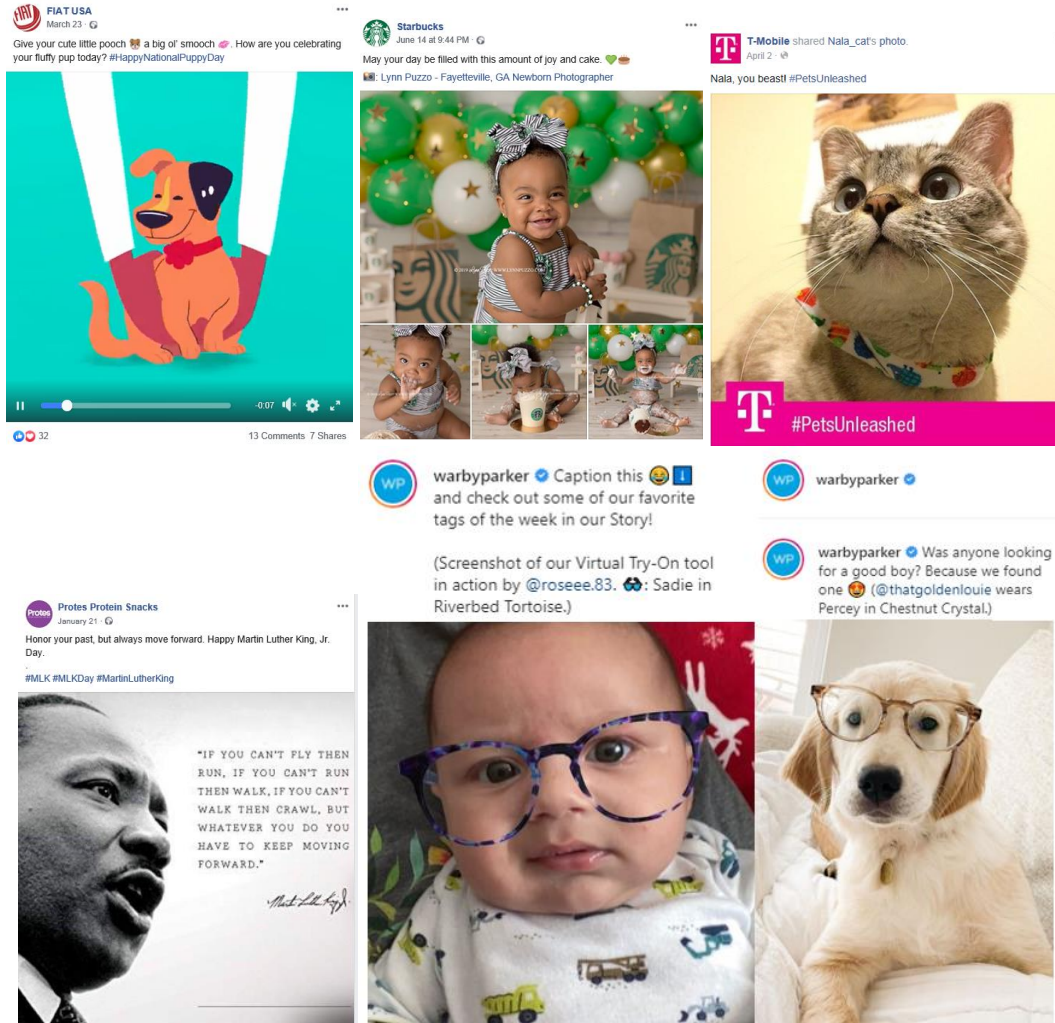 FIAT
FIAT USA
March 23
Give your cute little pooch 🐶 a big ol' smooch 💋. How are you celebrating
your fluffy pup today? #HappyNationalPuppyDay
-0:07
32
13 Comments 7 Shares
Starbucks
June 14 at 9:44 PM
May your day be filled with this amount of joy and cake. 💚🍔
📷: Lynn Puzzo - Fayetteville, GA Newborn Photographer
T-Mobile shared Nala_cat's photo.
April 2
Nala, you beast! #PetsUnleashed
T
#PetsUnleashed
WP
warbyparker Caption this 😂⬇️
and check out some of our favorite
tags of the week in our Story!
(Screenshot of our Virtual Try-On tool
in action by @roseee.83. 👓: Sadie in
Riverbed Tortoise.)
WP
warbyparker
WP
warbyparker Was anyone looking
for a good boy? Because we found
one 🤩 (@thatgoldenlouie wears
Percey in Chestnut Crystal.)
Protes
Protes Protein Snacks
January 21
Honor your past, but always move forward. Happy Martin Luther King, Jr.
Day.
.
#MLK #MLKDay #MartinLutherKing
"IF YOU CAN'T FLY THEN
RUN, IF YOU CAN'T RUN
THEN WALK, IF YOU CAN'T
WALK THEN CRAWL, BUT
WHATEVER YOU DO YOU
HAVE TO KEEP MOVING
FORWARD."